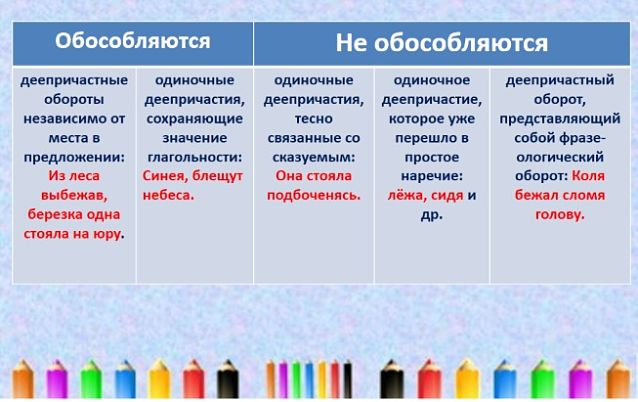 Обособляются
Не обособляются
деепричастные
обороты
независимо от
места в
предложении:
Из леса
выбежав,
березка одна
стояла на юру.
одиночные
деепричастия,
сохраняющие
значение
глагольности:
Синея, блещут
небеса.
одиночные
деепричастия,
тесно
связанные со
сказуемым:
Она стояла
подбоченясь.
одиночное
деепричастие,
которое уже
перешло в
простое
наречие:
лёжа, сидя и
др.
деепричастный
оборот,
представляющий
собой фразе-
ологический
оборот: Коля
бежал сломя
голову.